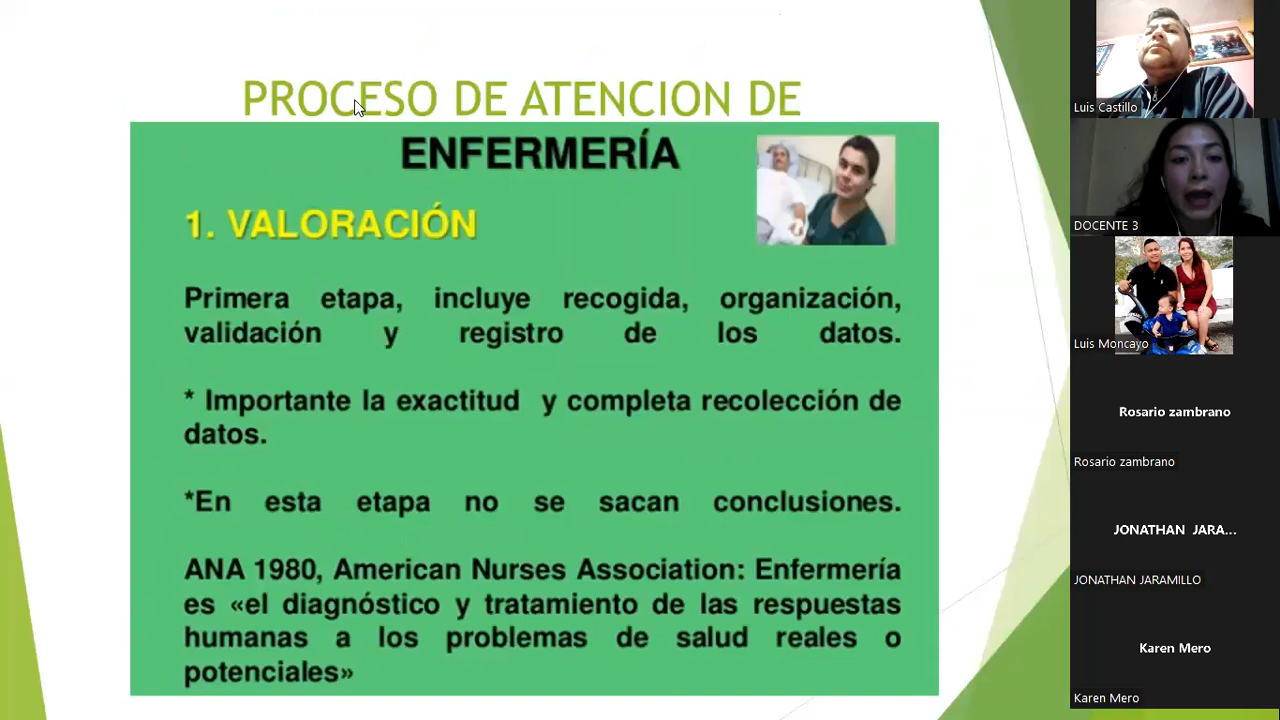 PROCESO DE ATENCION DE
ENFERMERÍA
1. VALORACIÓN
Primera etapa, incluye recogida, organización,
validación y registro de los datos.
* Importante la exactitud y completa recolección de
datos.
*En esta etapa no se sacan conclusiones.
ANA 1980, American Nurses Association: Enfermería
es «el diagnóstico y tratamiento de las respuestas
humanas a los problemas de salud reales o
potenciales»
Luis Castillo
DOCENTE 3
Luis Moncayo
Rosario zambrano
Rosario zambrano
JONATHAN JARA...
JONATHAN JARAMILLO
Karen Mero
Karen Mero